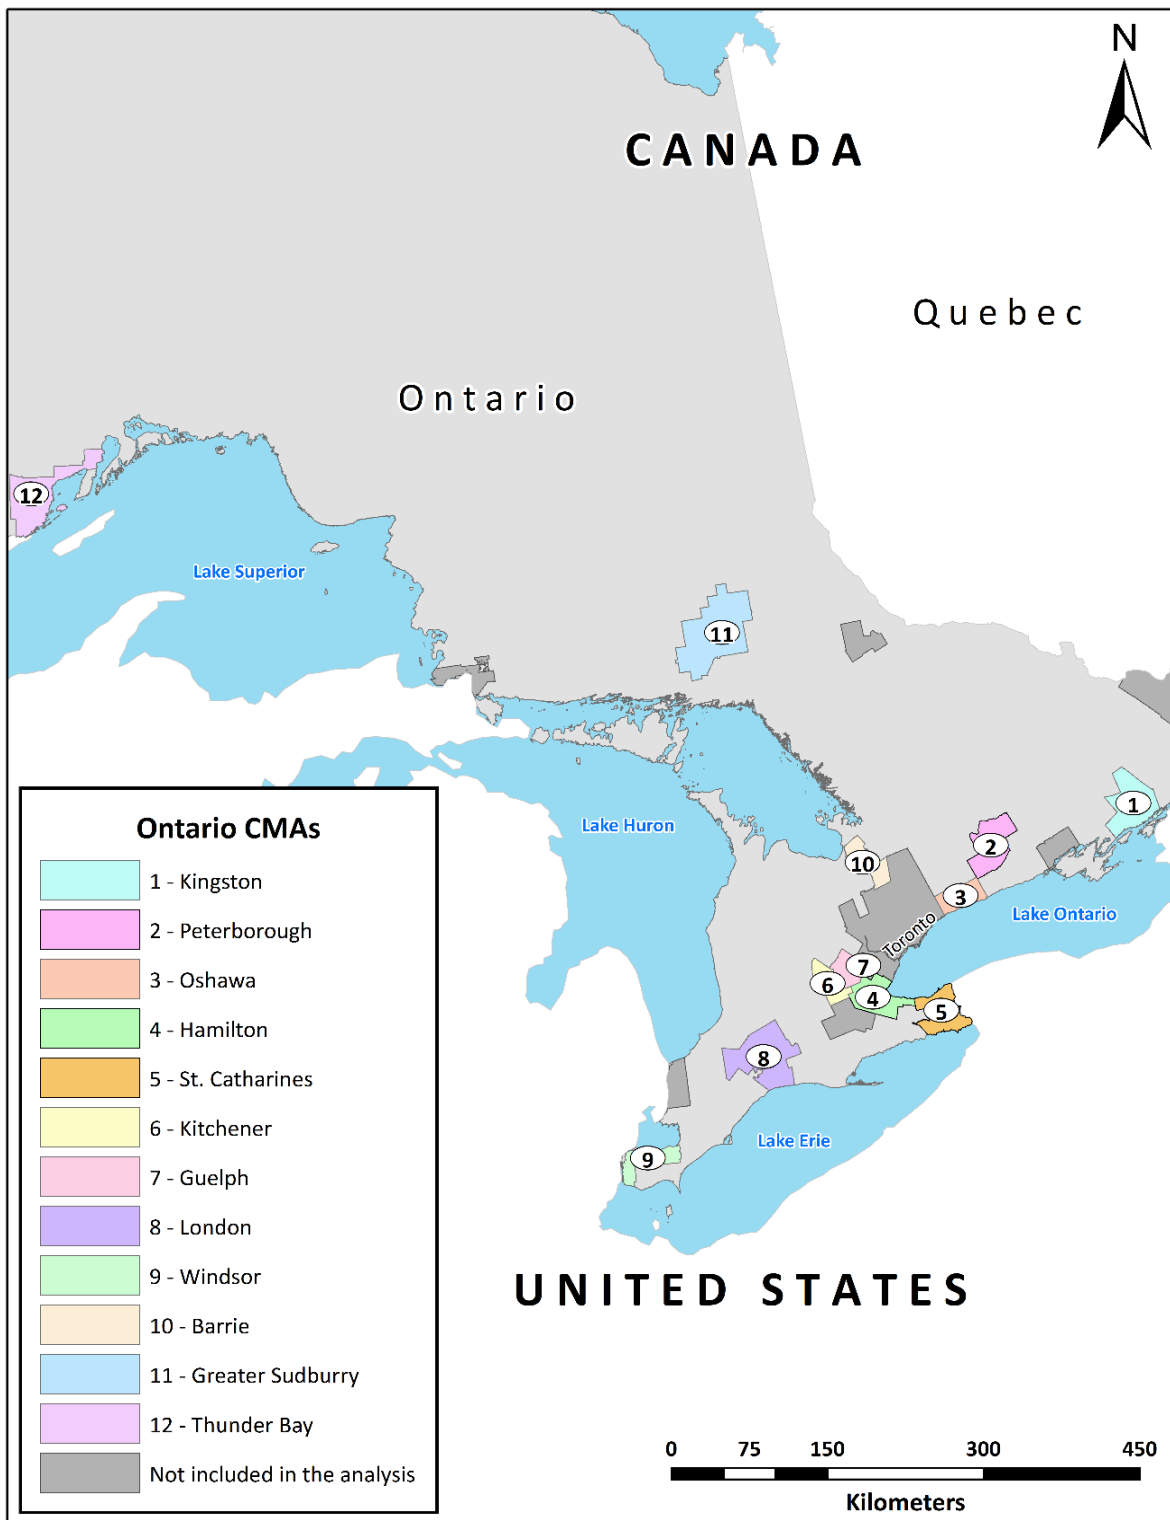 N
CANADA
Quebec
Ontario
12
Lake Superior
11
Lake Huron
1
2
10
3
Lake Ontario
Toronto
7
6
4
5
8
Lake Erie
9
UNITED STATES
Ontario CMAs
1 - Kingston
2 - Peterborough
3 - Oshawa
4 - Hamilton
5 - St. Catharines
6 - Kitchener
7 - Guelph
8 - London
9 - Windsor
10 - Barrie
11 - Greater Sudburry
12 - Thunder Bay
Not included in the analysis
0 75 150 300 450
Kilometers